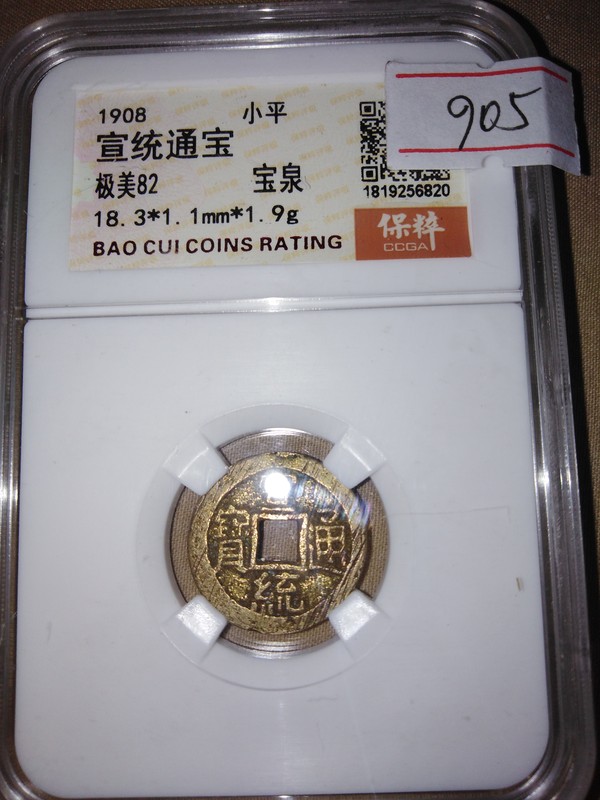 1908 小平
宣统通宝
极美82 宝泉
18.3*1.1mm*1.9g
BAO CUI COINS RATING
1819256820
保粹
CCGA
905
宣
統
通
寶